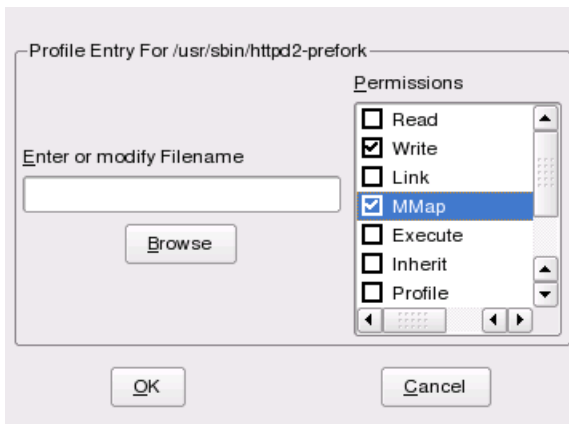 Profile Entry For /usr/sbin/httpd2-prefork
Permissions
Read
Write
Enter or modify Filename
Link
MMap
Browse
Execute
Inherit
Profile
OK
Cancel